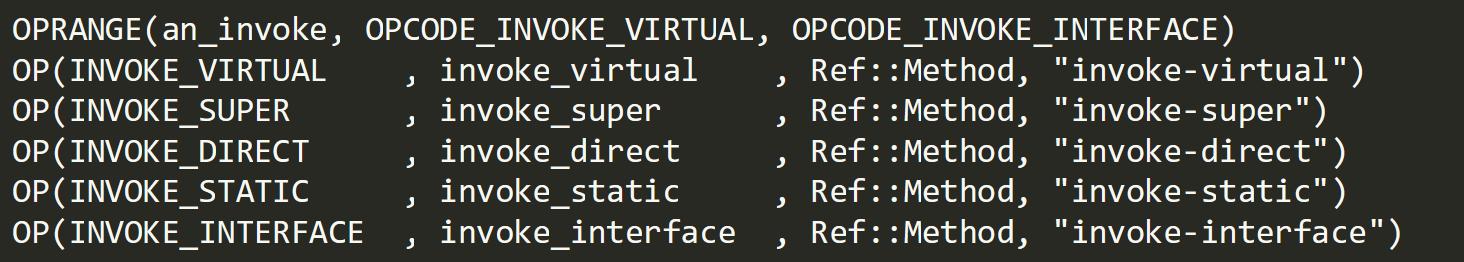 OPRANGE(an_invoke, OPCODE_INVOKE_VIRTUAL, OPCODE_INVOKE_INTERFACE)
OP(INVOKE_VIRTUAL    , invoke_virtual    , Ref::Method, "invoke-virtual")
OP(INVOKE_SUPER      , invoke_super      , Ref::Method, "invoke-super")
OP(INVOKE_DIRECT     , invoke_direct     , Ref::Method, "invoke-direct")
OP(INVOKE_STATIC     , invoke_static     , Ref::Method, "invoke-static")
OP(INVOKE_INTERFACE  , invoke_interface  , Ref::Method, "invoke-interface")